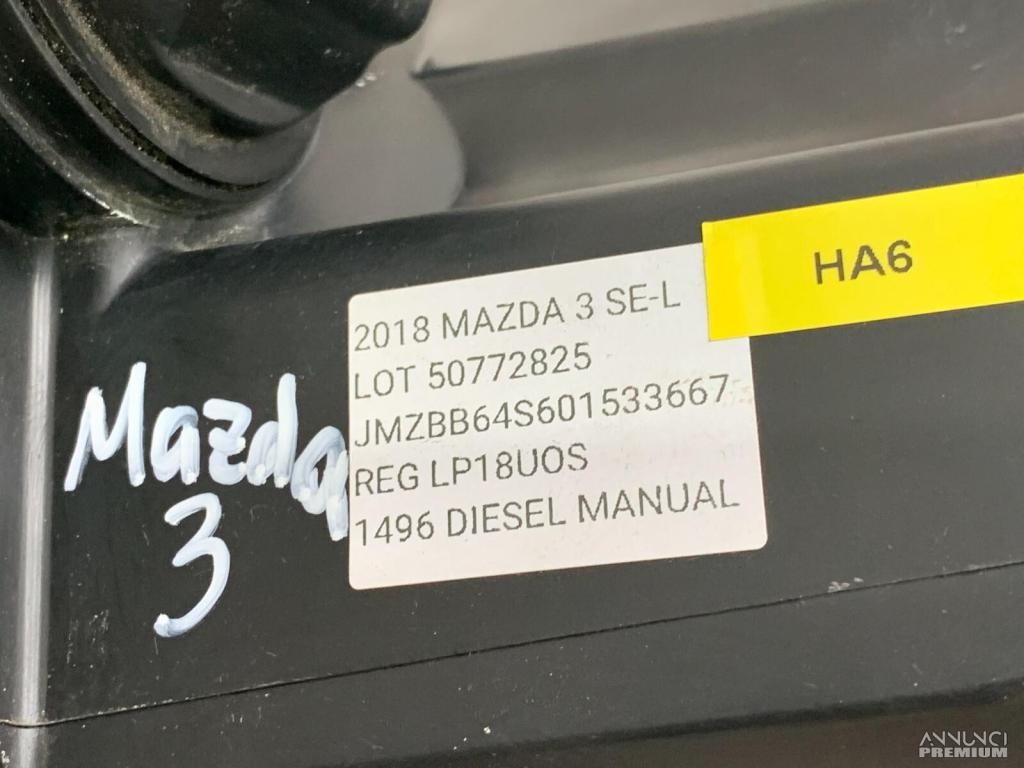 HA6
2018 MAZDA 3 SE-L
LOT 50772825
JMZBB64S601533667
REG LP18UOS
1496 DIESEL MANUAL
Mazda
3
ANNUNCI
PREMIUM